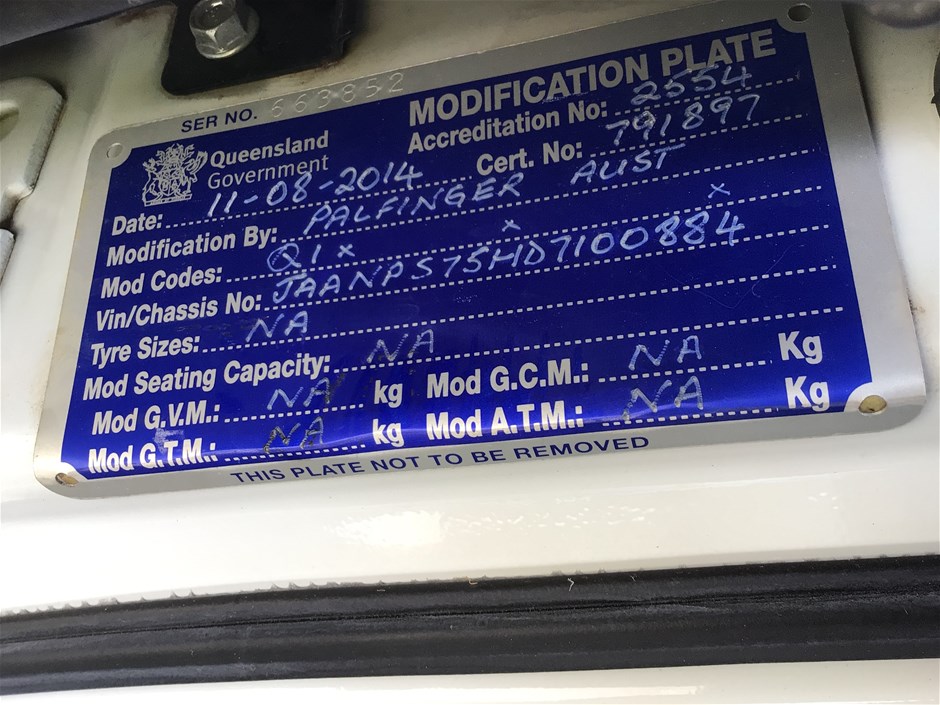 SER NO. 663852
MODIFICATION PLATE
Queensland
Government
Accreditation No: 2554
Cert. No: 791897
Date: 11-08-2014
Modification By: PALFINGER AUST
Mod Codes: Q1 x x x
Vin/Chassis No: JAANPS75HD7100884
Tyre Sizes: NA
Mod Seating Capacity: NA
Mod G.V.M.: NA kg Mod G.C.M.: NA Kg
Mod G.T.M.: NA kg Mod A.T.M.: NA Kg
THIS PLATE NOT TO BE REMOVED